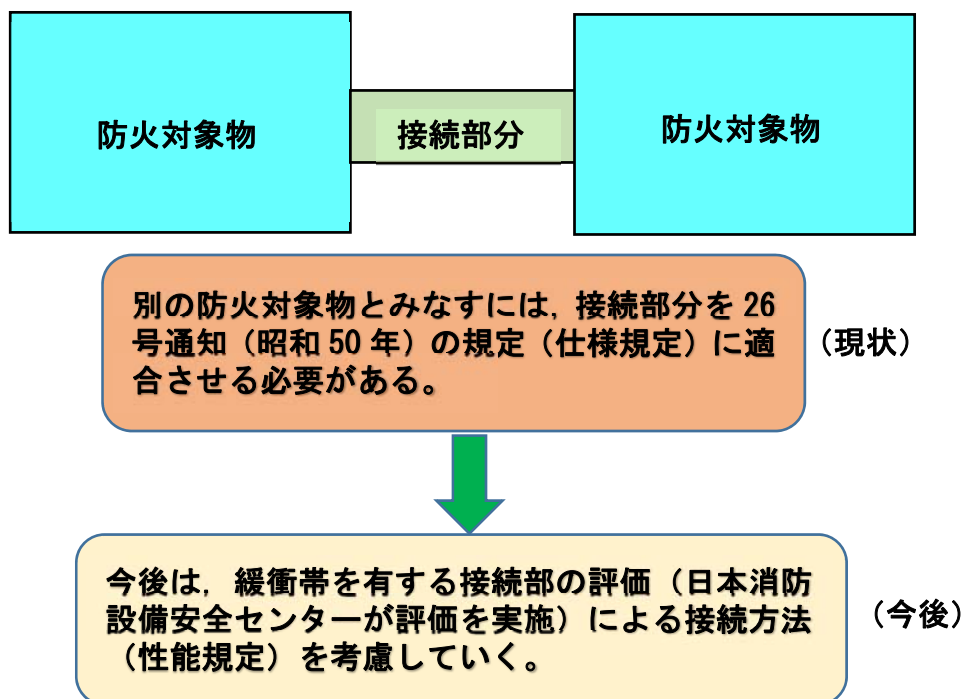 防火対象物
接続部分
防火対象物
別の防火対象物とみなすには，接続部分を 26
号通知（昭和 50 年）の規定（仕様規定）に適
合させる必要がある。
（現状）
今後は，緩衝帯を有する接続部の評価（日本消防
設備安全センターが評価を実施）による接続方法
（性能規定）を考慮していく。
（今後）